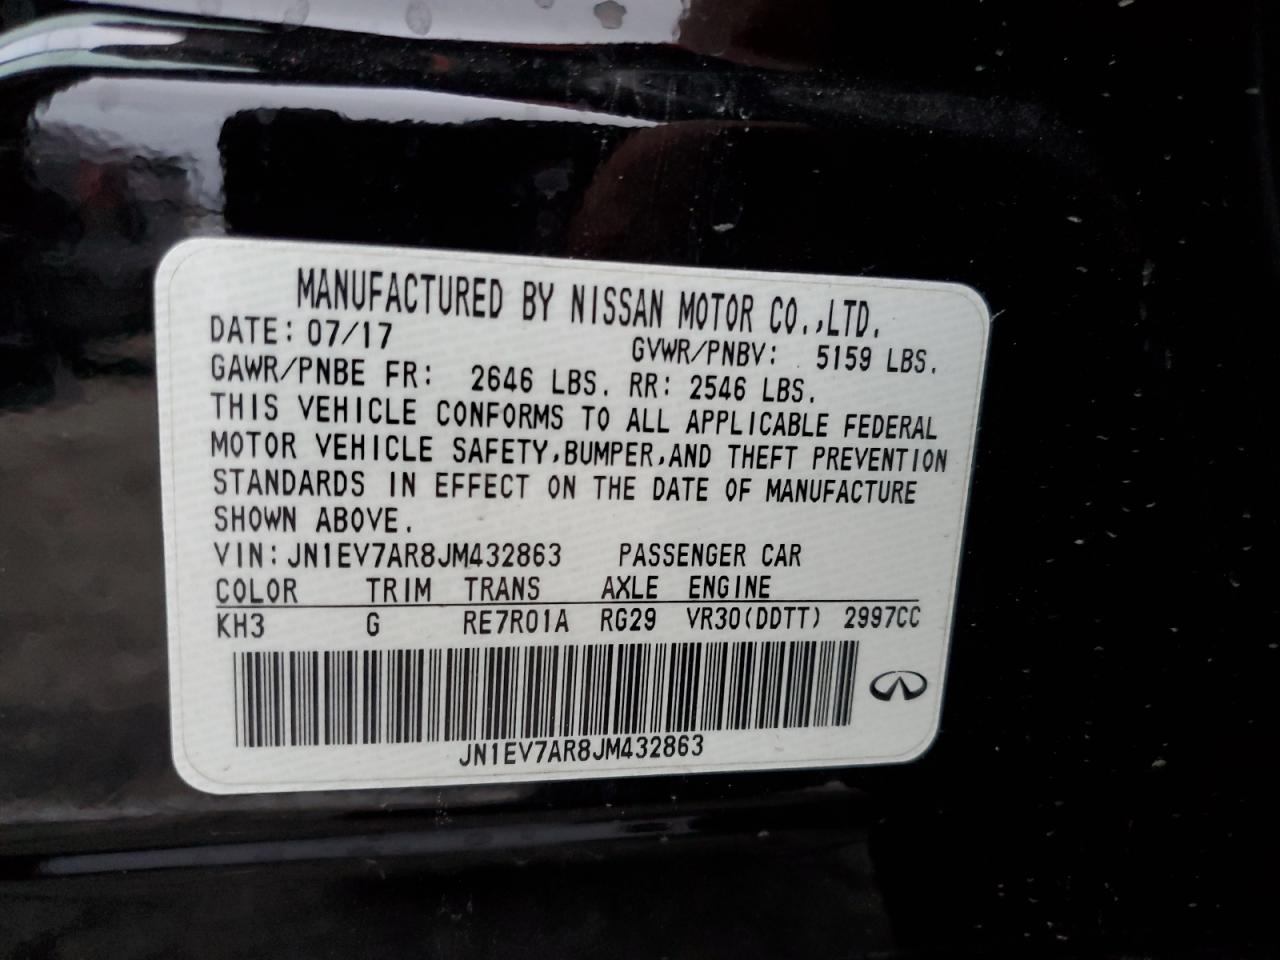 MANUFACTURED BY NISSAN MOTOR CO.,LTD.
DATE: 07/17 GVWR/PNBV: 5159 LBS.
GAWR/PNBE FR: 2646 LBS. RR: 2546 LBS.
THIS VEHICLE CONFORMS TO ALL APPLICABLE FEDERAL
MOTOR VEHICLE SAFETY,BUMPER,AND THEFT PREVENTION
STANDARDS IN EFFECT ON THE DATE OF MANUFACTURE
SHOWN ABOVE.
VIN: JN1EV7AR8JM432863 PASSENGER CAR
COLOR TRIM TRANS AXLE ENGINE
KH3 G RE7R01A RG29 VR30(DDTT) 2997CC
JN1EV7AR8JM432863